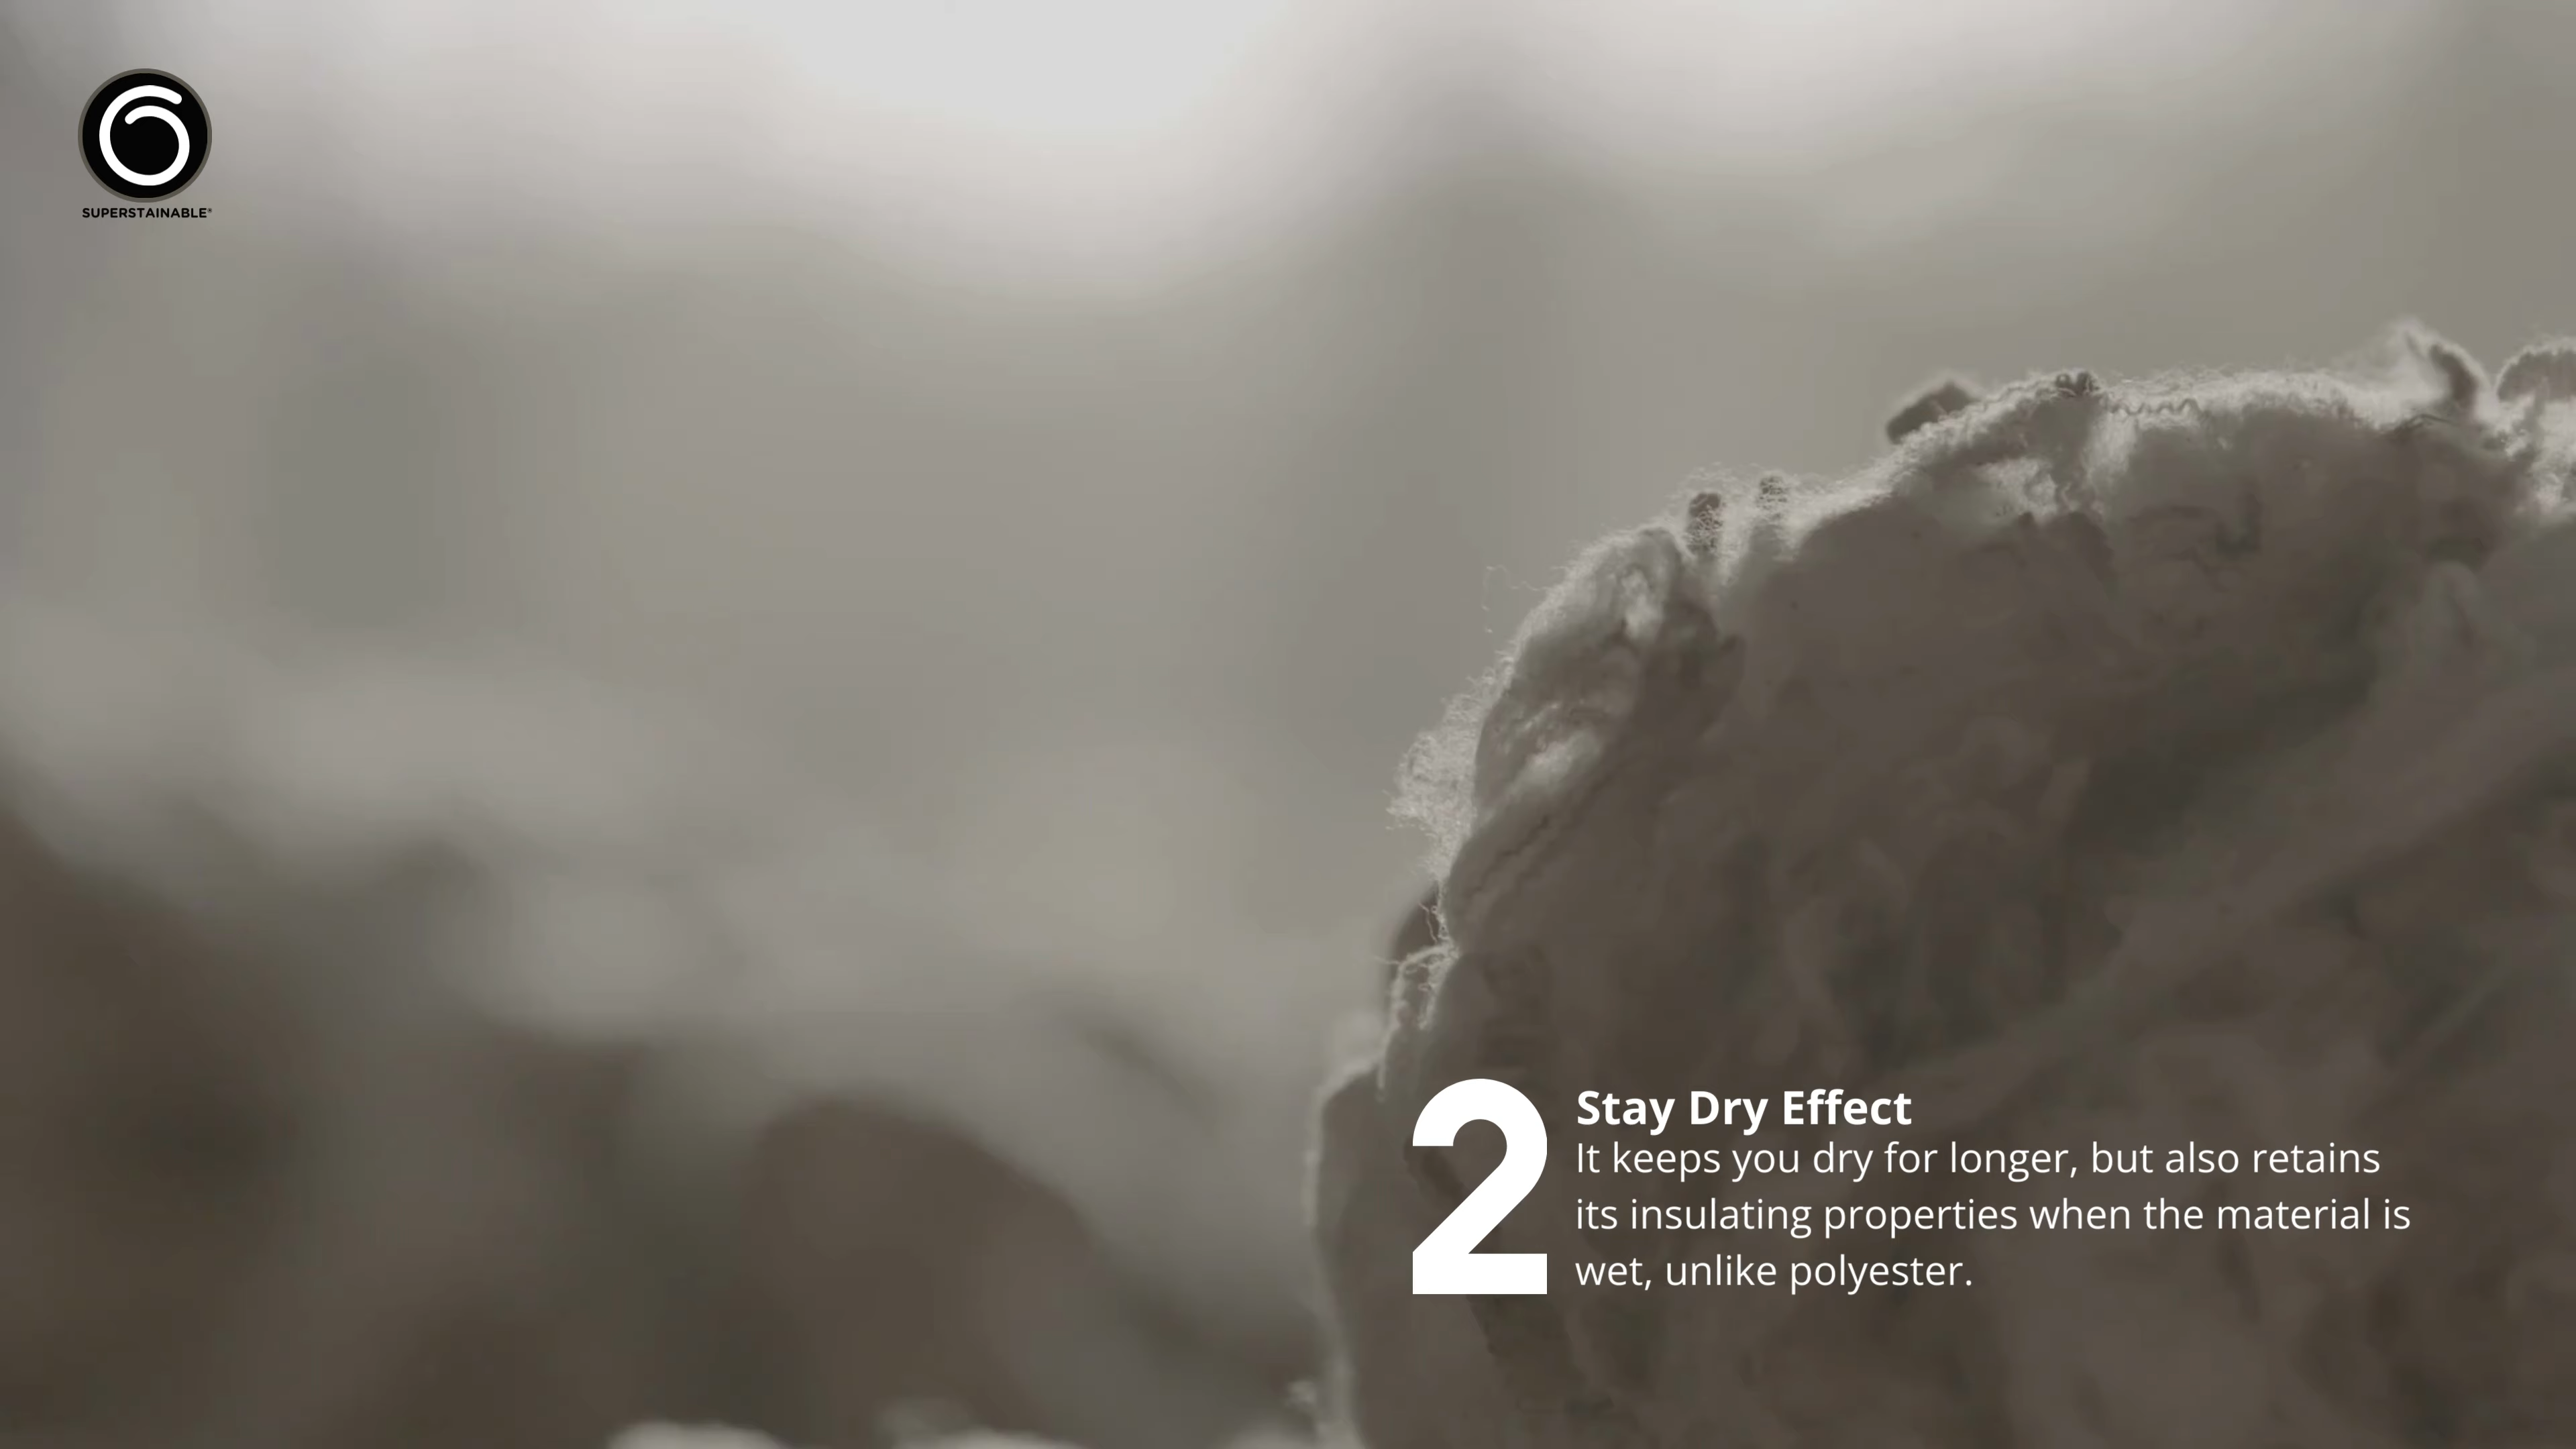 SUPERSTAINABLE®
2
Stay Dry Effect
It keeps you dry for longer, but also retains
its insulating properties when the material is
wet, unlike polyester.